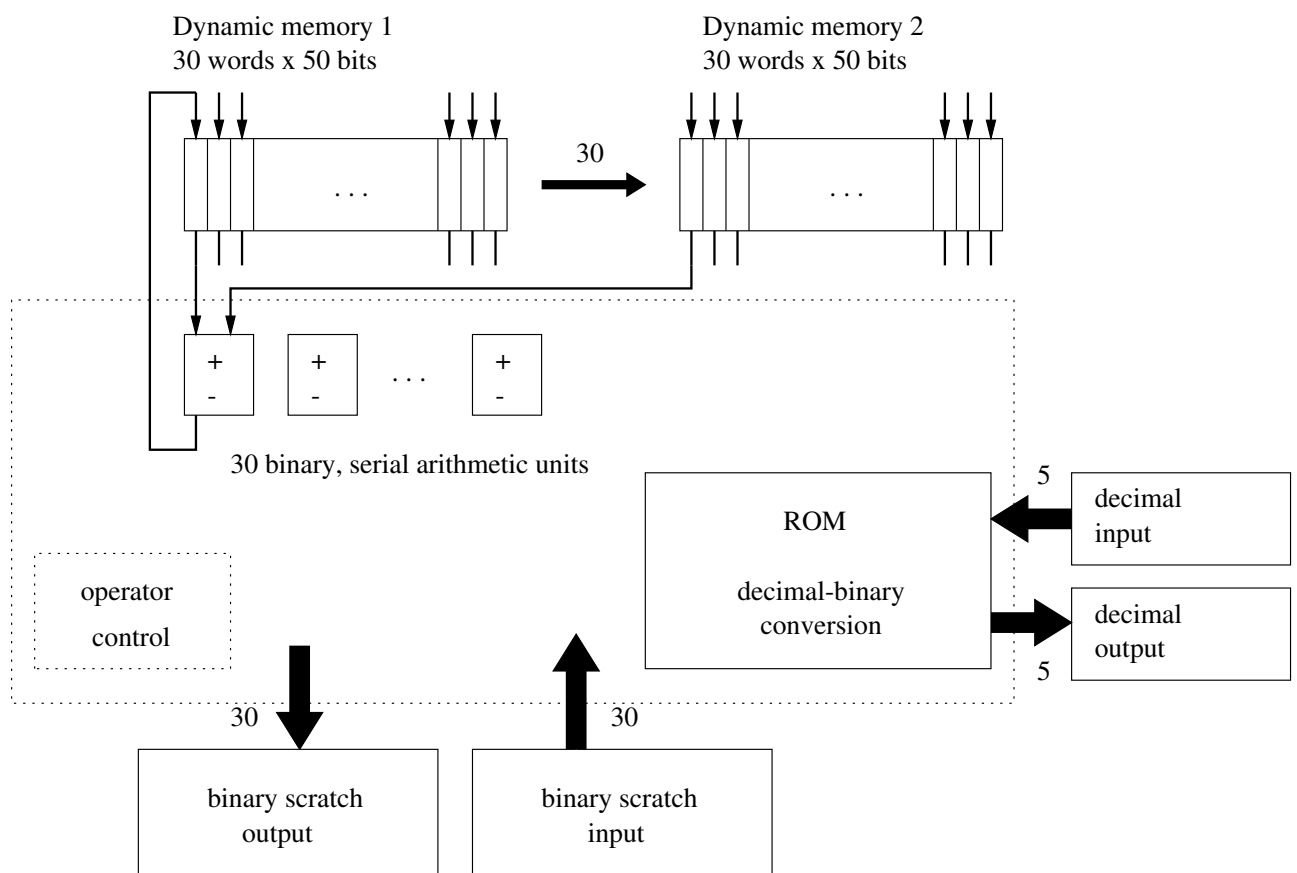 Dynamic memory 1
30 words x 50 bits
Dynamic memory 2
30 words x 50 bits
. . .
30
. . .
+
-
+
-
. . .
+
-
30 binary, serial arithmetic units
ROM
decimal-binary
conversion
5
decimal
input
decimal
output
5
operator
control
30
30
binary scratch
output
binary scratch
input